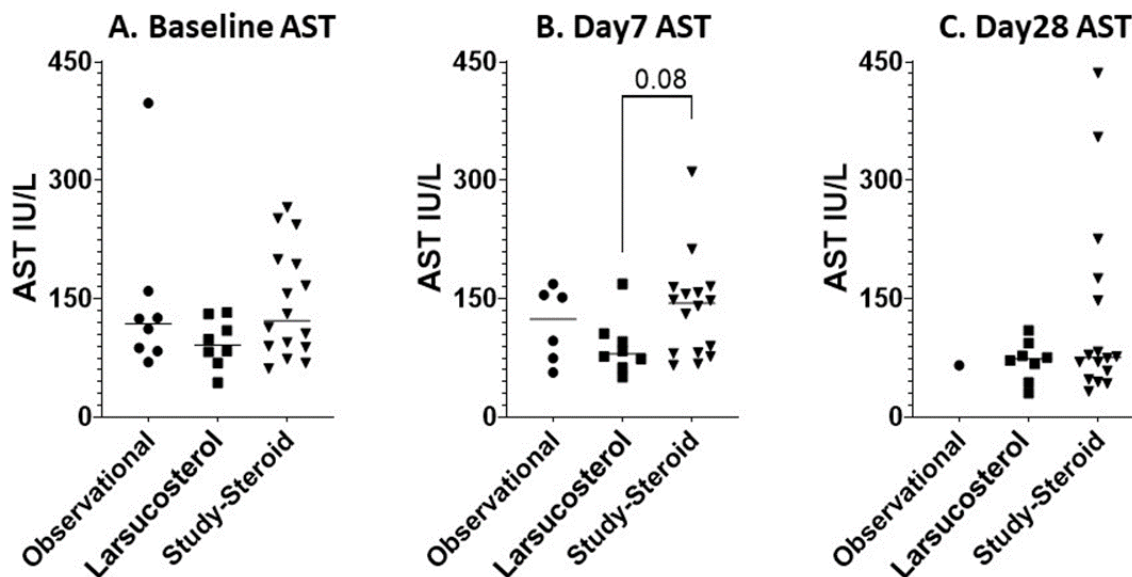 A. Baseline AST
B. Day7 AST
C. Day28 AST
450
300
150
0
AST IU/L
Observational
Larsucosterol
Study-Steroid
450
300
150
0
AST IU/L
0.08
Observational
Larsucosterol
Study-Steroid
450
300
150
0
AST IU/L
Observational
Larsucosterol
Study-Steroid